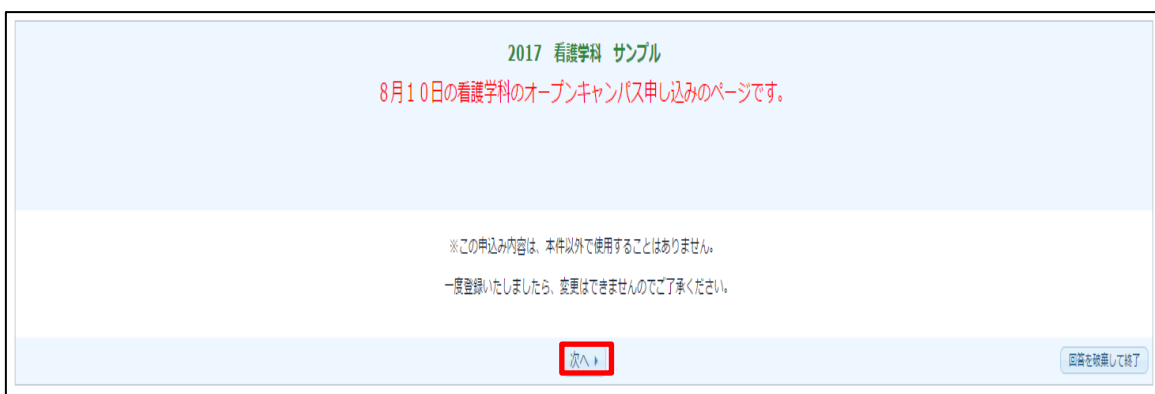 2017 看護学科 サンプル
8月10日の看護学科のオープンキャンパス申し込みのページです。
※この申込み内容は、本件以外で使用することはありません。
一度登録いたしましたら、変更はできませんのでご了承ください。
次へ
回答を破棄して終了